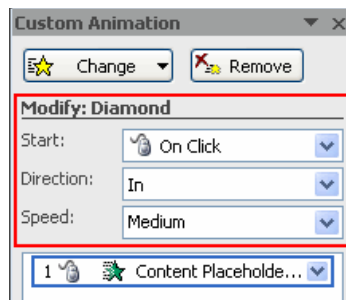 Custom Animation
Change Remove
Modify: Diamond
Start: On Click
Direction: In
Speed: Medium
1 Content Placeholde...